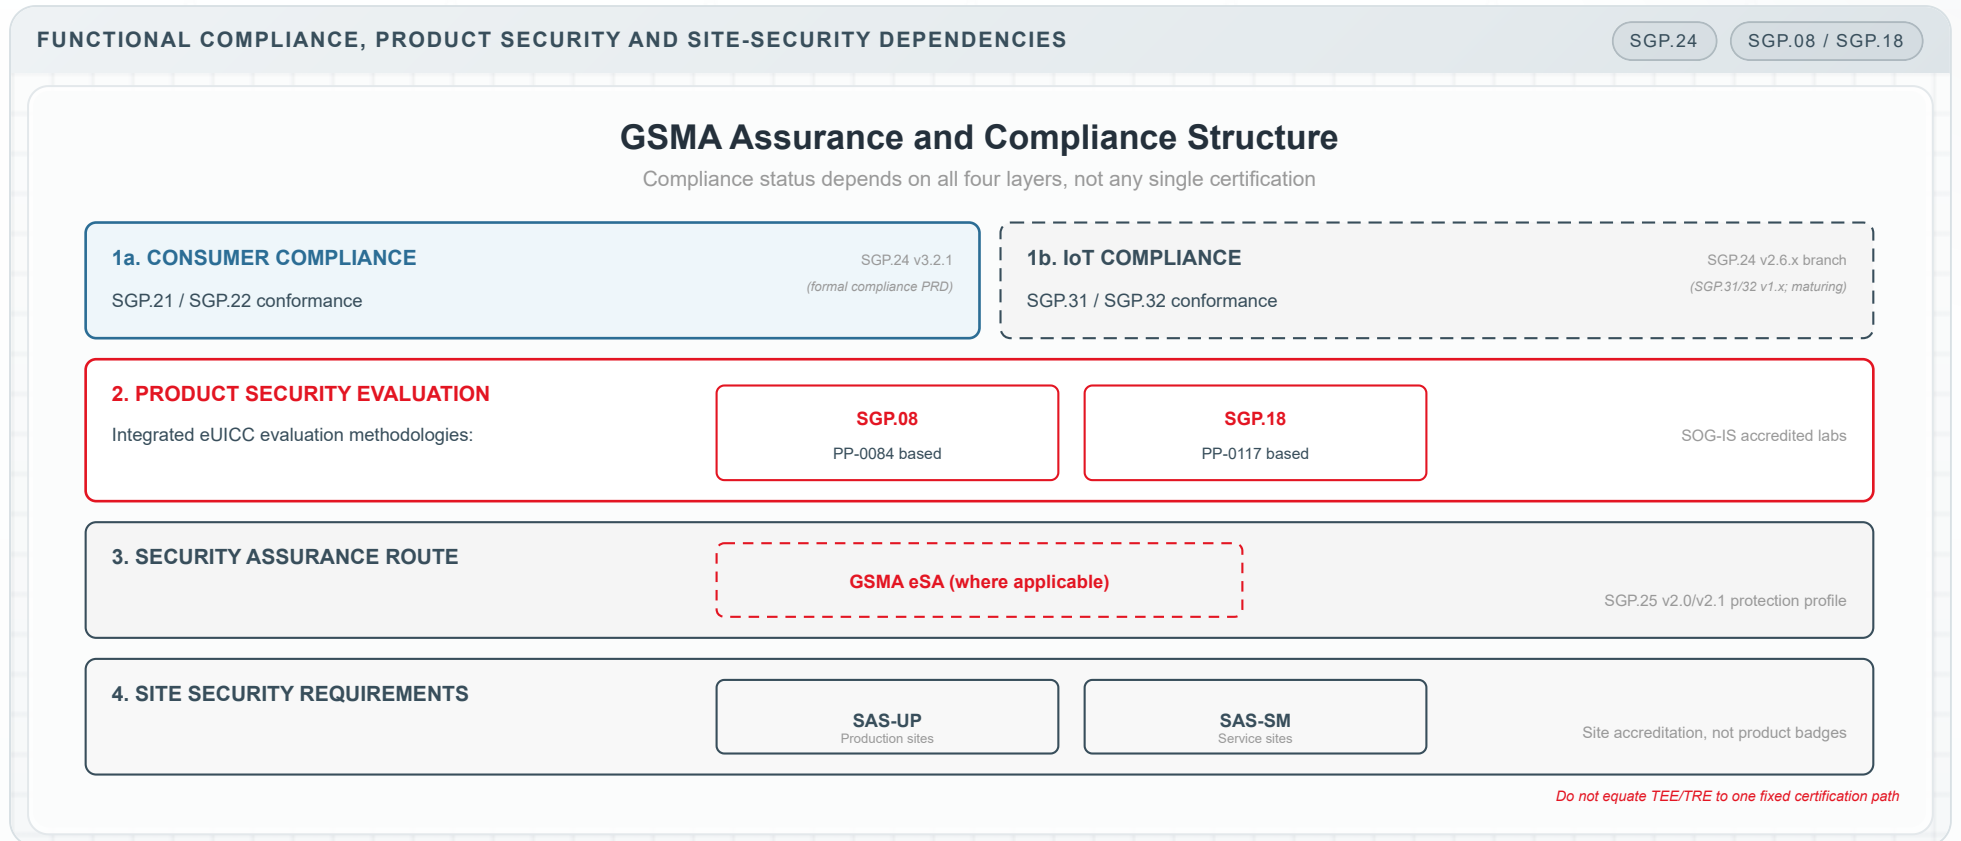 FUNCTIONAL COMPLIANCE, PRODUCT SECURITY AND SITE-SECURITY DEPENDENCIES
SGP.24
SGP.08 / SGP.18
GSMA Assurance and Compliance Structure
Compliance status depends on all four layers, not any single certification
1a. CONSUMER COMPLIANCE
SGP.24 v3.2.1
(formal compliance PRD)
SGP.21 / SGP.22 conformance
1b. IoT COMPLIANCE
SGP.24 v2.6.x branch
(SGP.31/32 v1.x; maturing)
SGP.31 / SGP.32 conformance
2. PRODUCT SECURITY EVALUATION
Integrated eUICC evaluation methodologies:
SGP.08
PP-0084 based
SGP.18
PP-0117 based
SOG-IS accredited labs
3. SECURITY ASSURANCE ROUTE
GSMA eSA (where applicable)
SGP.25 v2.0/v2.1 protection profile
4. SITE SECURITY REQUIREMENTS
SAS-UP
Production sites
SAS-SM
Service sites
Site accreditation, not product badges
Do not equate TEE/TRE to one fixed certification path